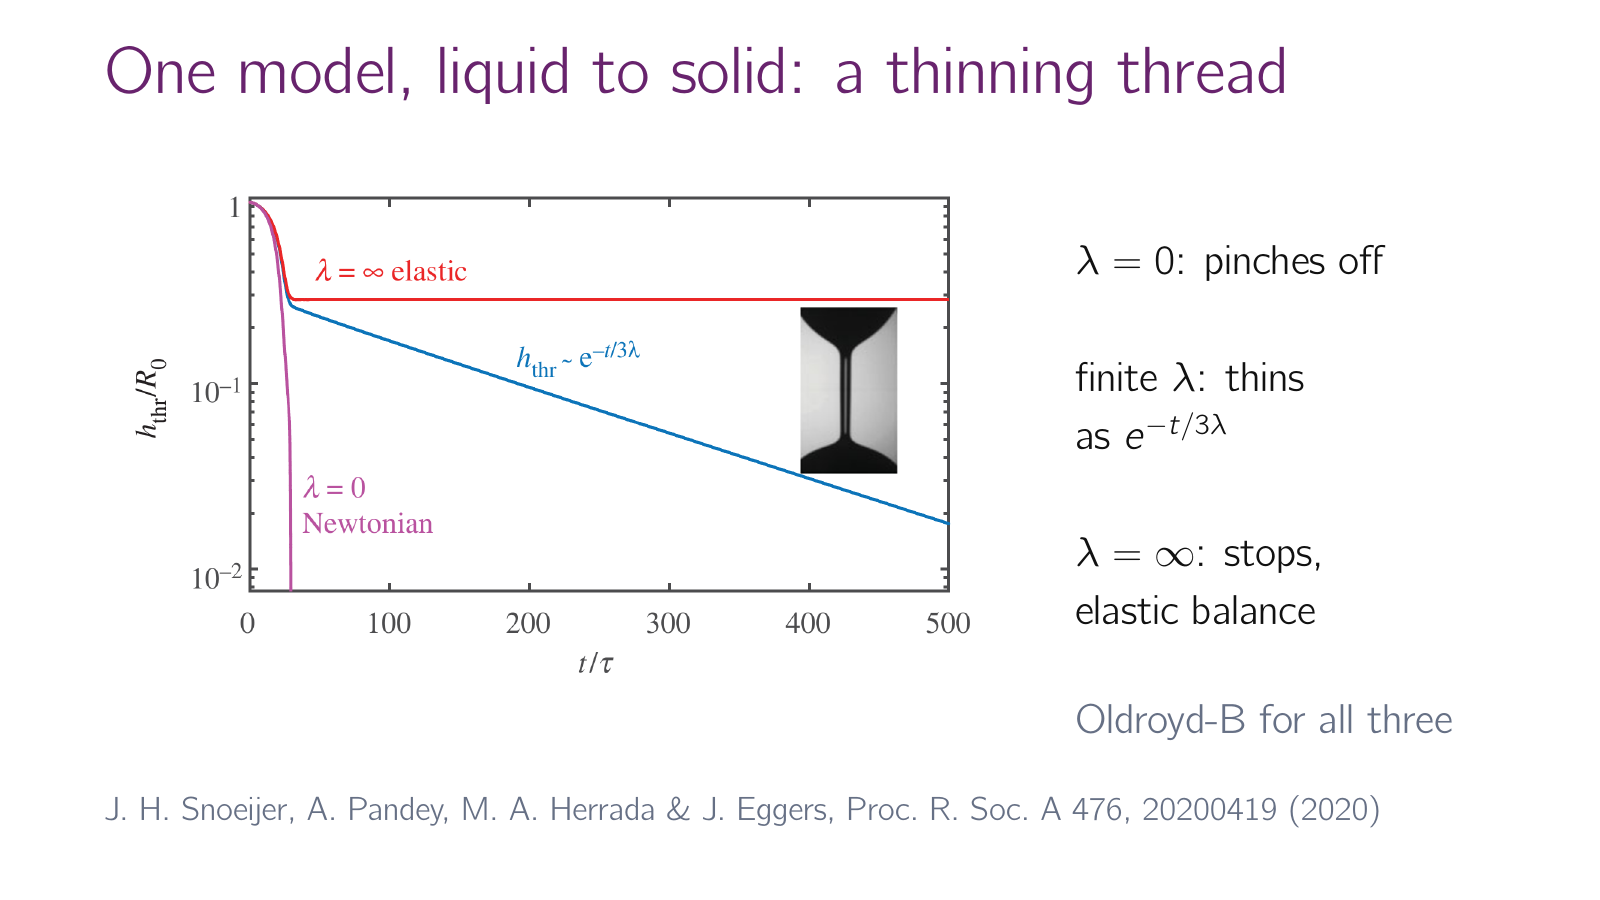 One model, liquid to solid: a thinning thread
1
10⁻¹
10⁻²
h_thr/R₀
λ = ∞ elastic
h_thr ~ e^{−t/3λ}
λ = 0
Newtonian
0 100 200 300 400 500
t/τ
λ = 0: pinches off
finite λ: thins
as e^{−t/3λ}
λ = ∞: stops,
elastic balance
Oldroyd-B for all three
J. H. Snoeijer, A. Pandey, M. A. Herrada & J. Eggers, Proc. R. Soc. A 476, 20200419 (2020)